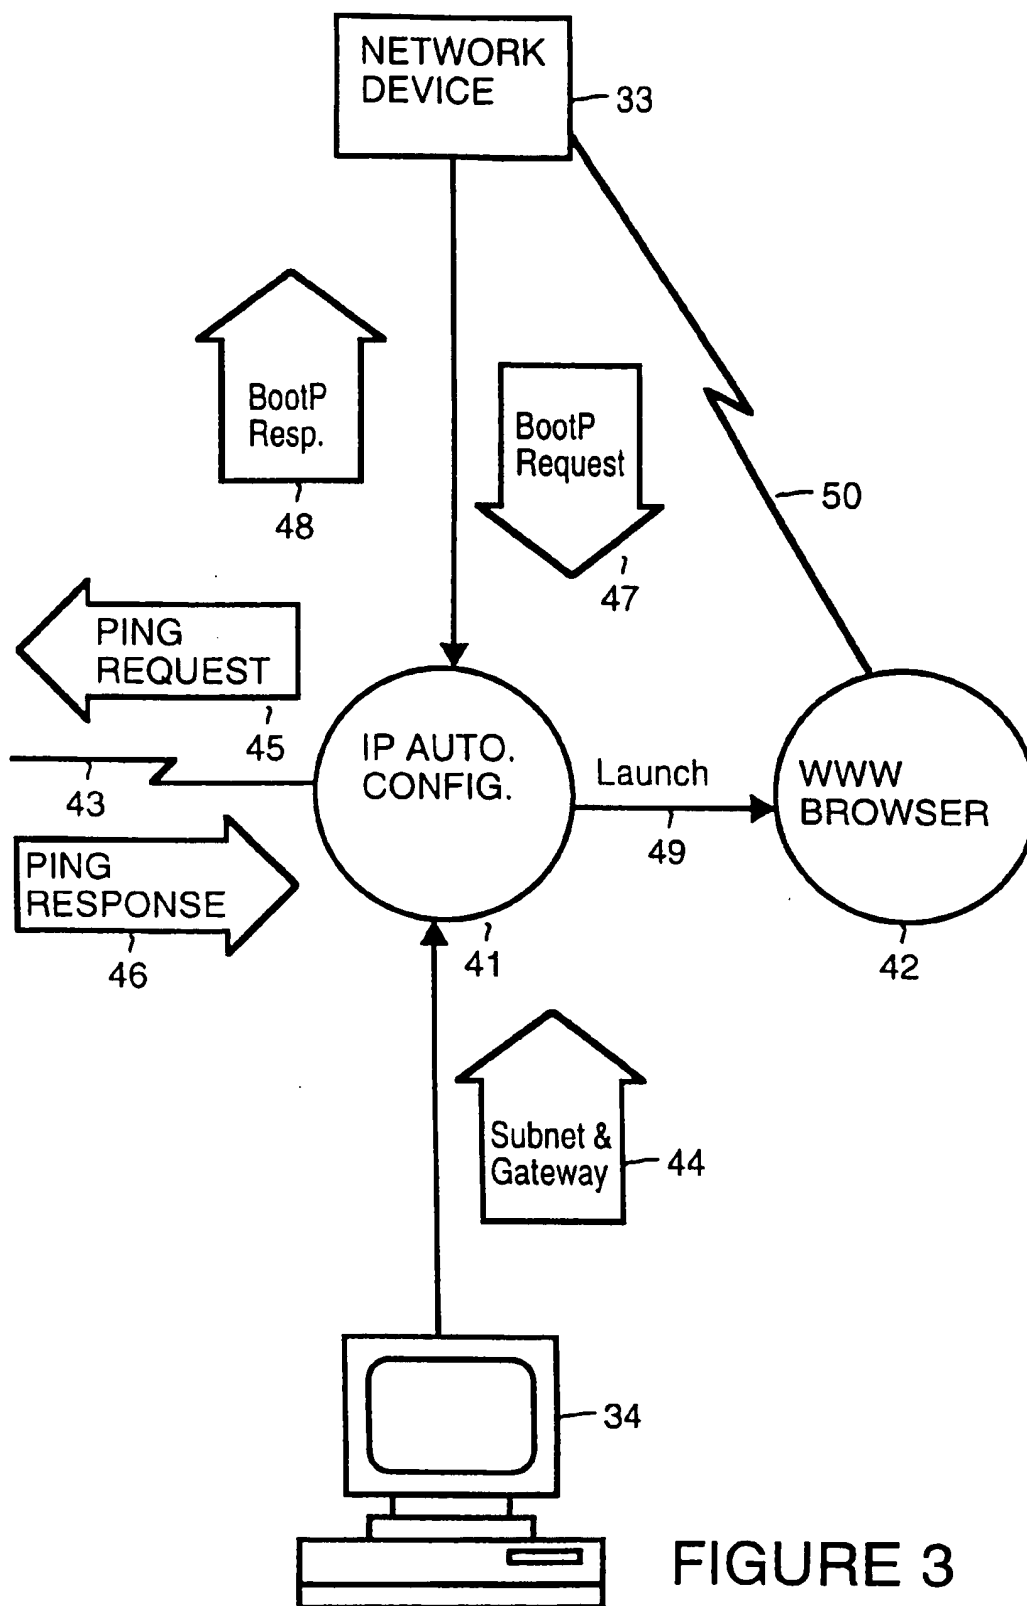 NETWORK
DEVICE
33
BootP
Resp.
48
BootP
Request
47
50
PING
REQUEST
45
43
IP AUTO.
CONFIG.
41
Launch
49
WWW
BROWSER
42
PING
RESPONSE
46
Subnet &
Gateway
44
34
FIGURE 3